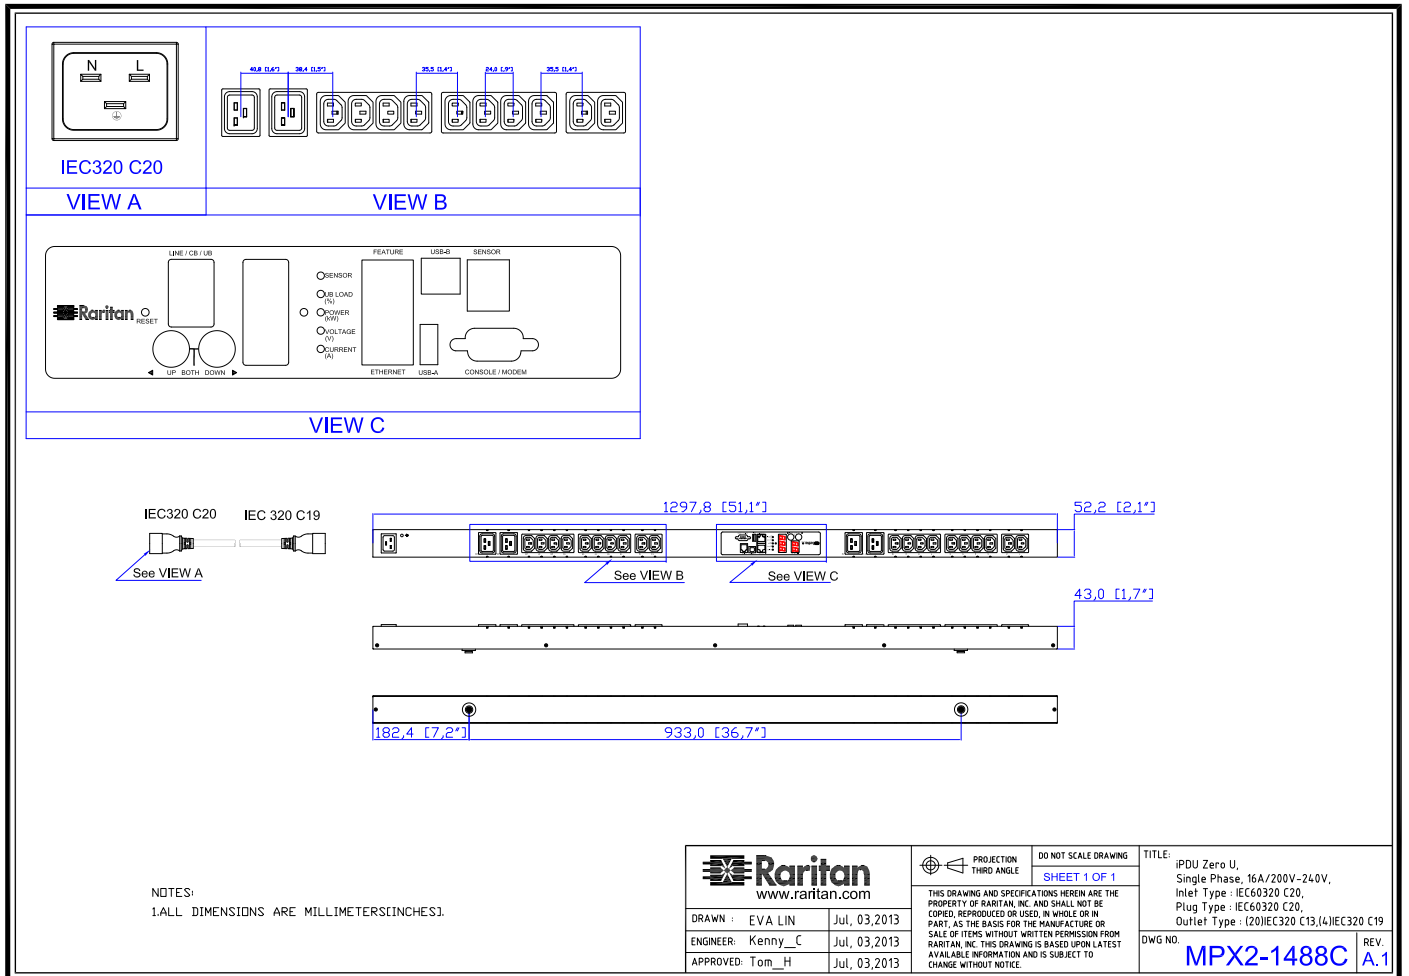 N L
IEC320 C20
VIEW A
40,8 [1,6"] 38,4 [1,5"] 35,5 [1,4"] 24,0 [,9"] 35,5 [1,4"]
VIEW B
LINE / CB / UB
FEATURE
USB-B
SENSOR
Raritan
RESET
UP BOTH DOWN
SENSOR
UB LOAD
(%)
POWER
(kW)
VOLTAGE
(V)
CURRENT
(A)
ETHERNET
USB-A
CONSOLE / MODEM
VIEW C
IEC320 C20
IEC 320 C19
See VIEW A
1297,8 [51,1"]
52,2 [2,1"]
See VIEW B
See VIEW C
43,0 [1,7"]
182,4 [7,2"]
933,0 [36,7"]
NOTES:
1.ALL DIMENSIONS ARE MILLIMETERS[INCHES].
Raritan
www.raritan.com
DRAWN : EVA LIN Jul, 03,2013
ENGINEER: Kenny_C Jul, 03,2013
APPROVED: Tom_H Jul, 03,2013
PROJECTION
THIRD ANGLE
DO NOT SCALE DRAWING
SHEET 1 OF 1
THIS DRAWING AND SPECIFICATIONS HEREIN ARE THE
PROPERTY OF RARITAN, INC. AND SHALL NOT BE
COPIED, REPRODUCED OR USED, IN WHOLE OR IN
PART, AS THE BASIS FOR THE MANUFACTURE OR
SALE OF ITEMS WITHOUT WRITTEN PERMISSION FROM
RARITAN, INC. THIS DRAWING IS BASED UPON LATEST
AVAILABLE INFORMATION AND IS SUBJECT TO
CHANGE WITHOUT NOTICE.
TITLE:
iPDU Zero U,
Single Phase, 16A/200V-240V,
Inlet Type : IEC60320 C20,
Plug Type : IEC60320 C20,
Outlet Type : (20)IEC320 C13,(4)IEC320 C19
DWG NO.
MPX2-1488C
REV.
A.1